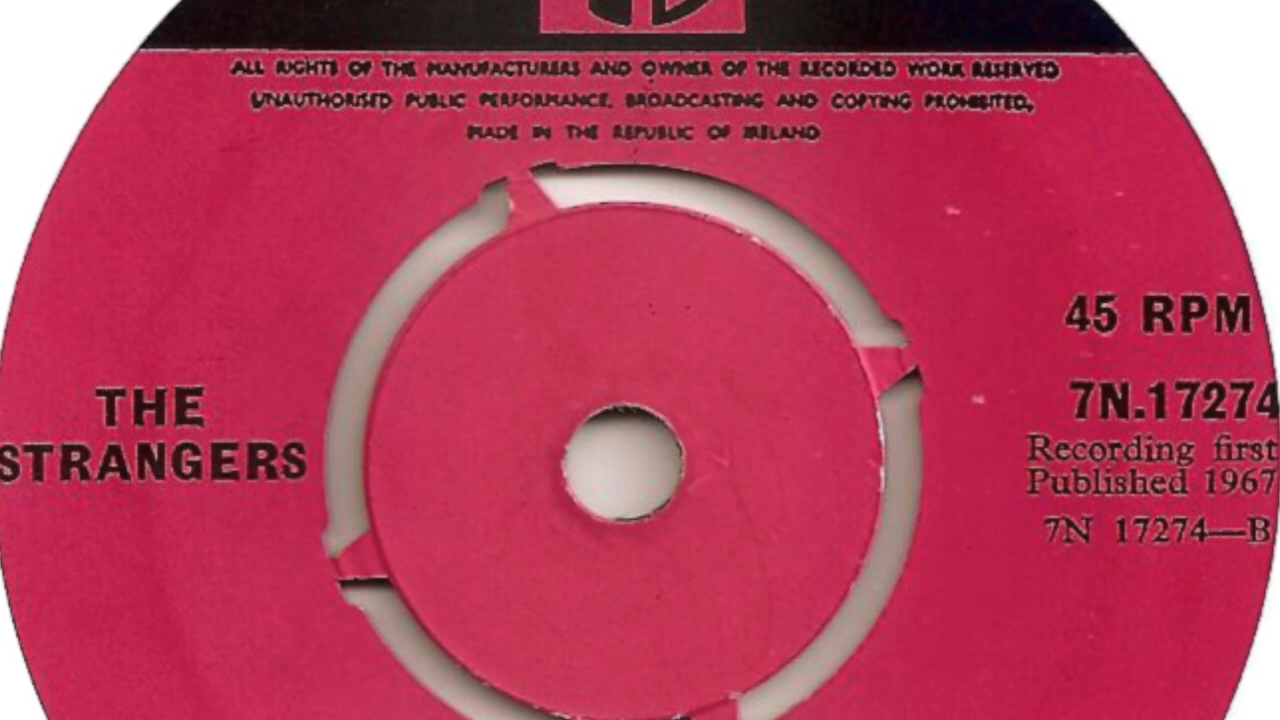 ALL RIGHTS OF THE MANUFACTURERS AND OWNER OF THE RECORDED WORK RESERVED
UNAUTHORISED PUBLIC PERFORMANCE, BROADCASTING AND COPYING PROHIBITED,
MADE IN THE REPUBLIC OF IRELAND
THE
STRANGERS
45 RPM
7N.17274
Recording first
Published 1967
7N 17274—B